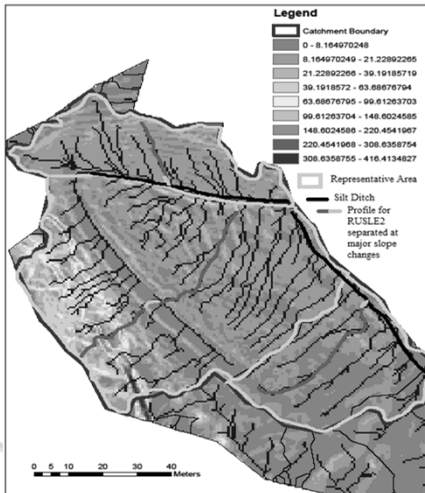 Legend
Catchment Boundary
0 - 8.164970248
8.164970249 - 21.22892265
21.22892266 - 39.19185719
39.1918572 - 63.68676794
63.68676795 - 99.61263703
99.61263704 - 148.6024585
148.6024586 - 220.4541967
220.4541968 - 308.6358754
308.6358755 - 416.4134827
Representative Area
Silt Ditch
Profile for
RUSLE2
separated at
major slope
changes
0 5 10 20 30 40
Meters